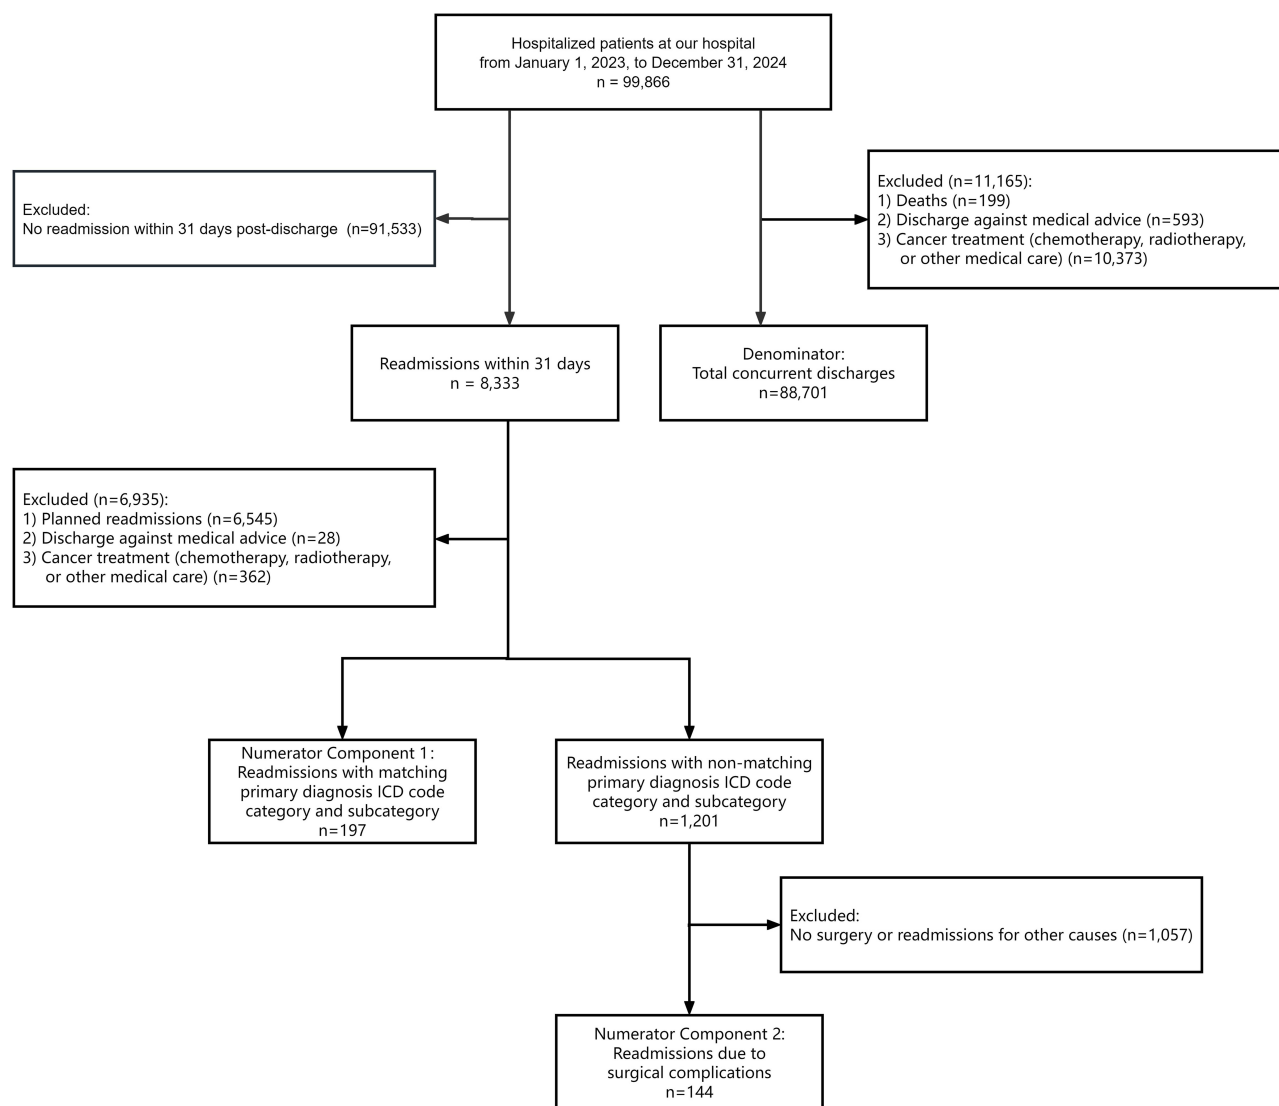 Hospitalized patients at our hospital
from January 1, 2023, to December 31, 2024
n = 99,866
Excluded:
No readmission within 31 days post-discharge (n=91,533)
Excluded (n=11,165):
1) Deaths (n=199)
2) Discharge against medical advice (n=593)
3) Cancer treatment (chemotherapy, radiotherapy,
or other medical care) (n=10,373)
Readmissions within 31 days
n = 8,333
Denominator:
Total concurrent discharges
n=88,701
Excluded (n=6,935):
1) Planned readmissions (n=6,545)
2) Discharge against medical advice (n=28)
3) Cancer treatment (chemotherapy, radiotherapy,
or other medical care) (n=362)
Numerator Component 1:
Readmissions with matching
primary diagnosis ICD code
category and subcategory
n=197
Readmissions with non-matching
primary diagnosis ICD code
category and subcategory
n=1,201
Excluded:
No surgery or readmissions for other causes (n=1,057)
Numerator Component 2:
Readmissions due to
surgical complications
n=144